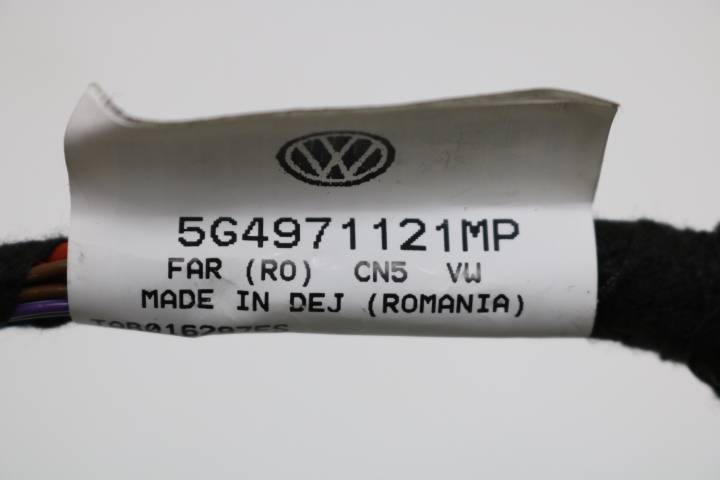 5G4971121MP
FAR (RO) CN5 VW
MADE IN DEJ (ROMANIA)